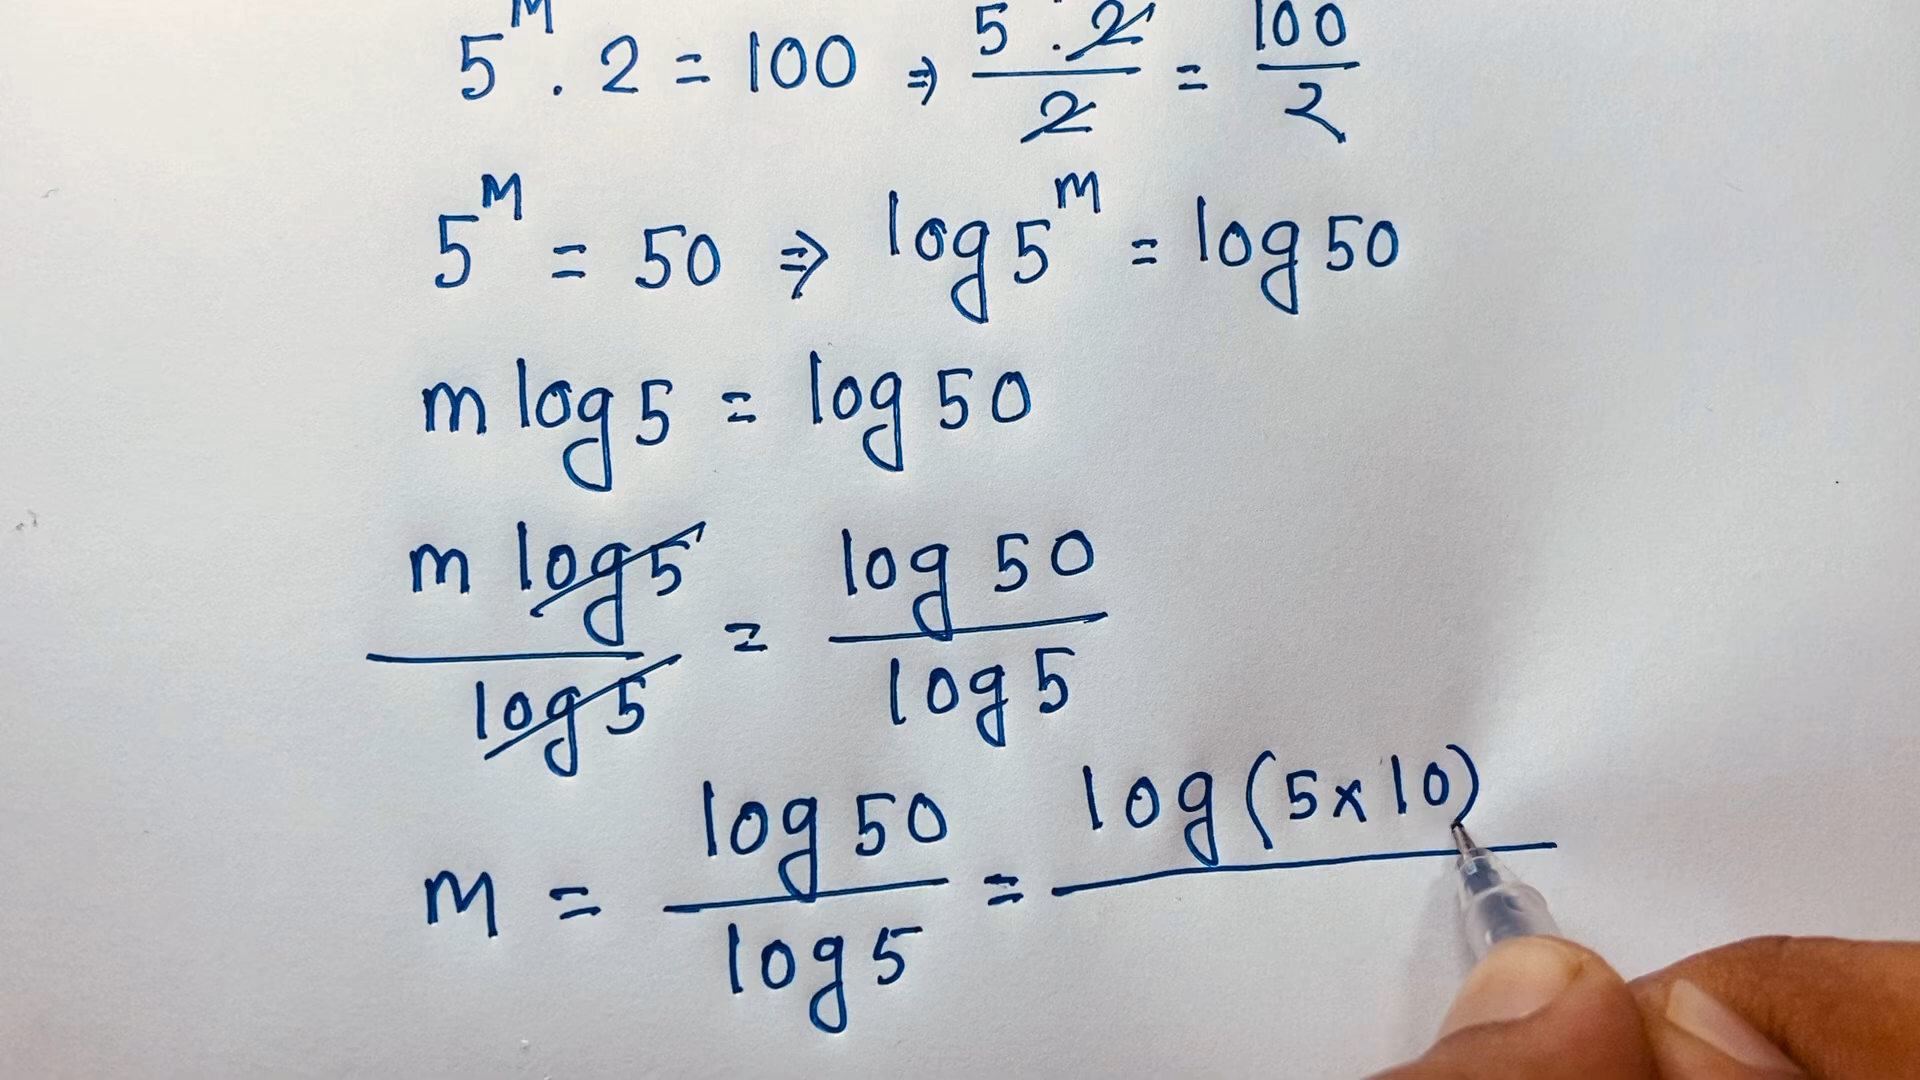 5^M . 2 = 100 ⇒ 5 . 2 / 2 = 100 / 2
5^M = 50 ⇒ log 5^m = log 50
m log 5 = log 50
m log 5 / log 5 = log 50 / log 5
m = log 50 / log 5 = log (5 × 10)